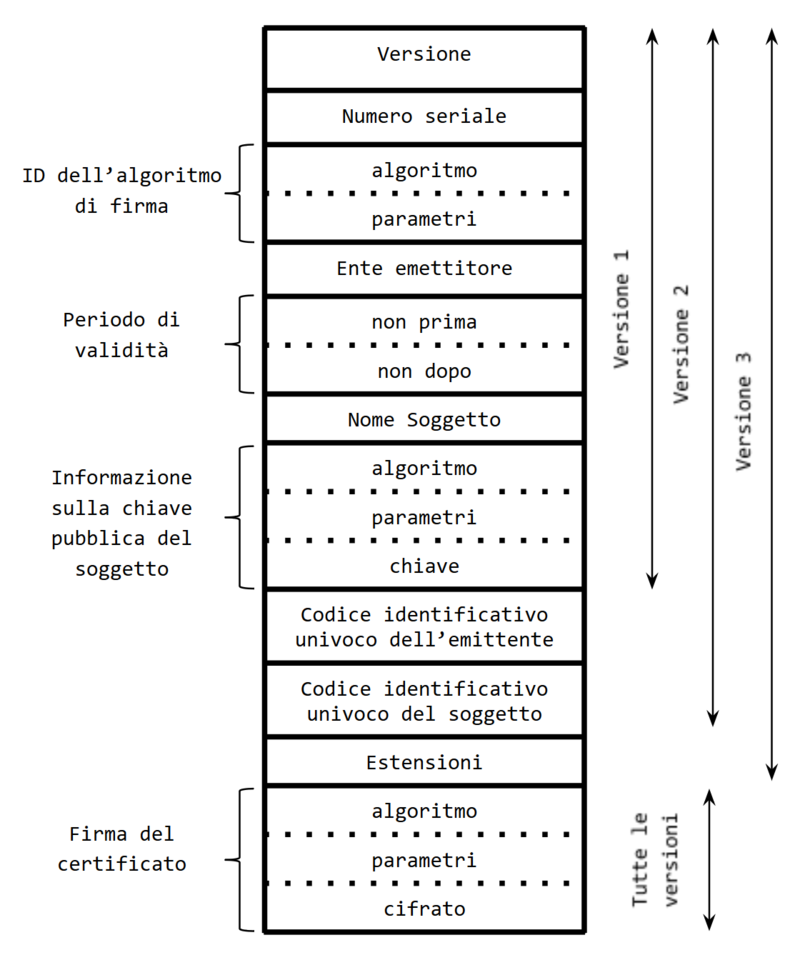 Versione
Numero seriale
ID dell’algoritmo
di firma
algoritmo
parametri
Ente emettitore
Periodo di
validità
non prima
non dopo
Nome Soggetto
Informazione
sulla chiave
pubblica del
soggetto
algoritmo
parametri
chiave
Codice identificativo
univoco dell’emittente
Codice identificativo
univoco del soggetto
Estensioni
Firma del
certificato
algoritmo
parametri
cifrato
Versione 1
Versione 2
Versione 3
Tutte le
versioni